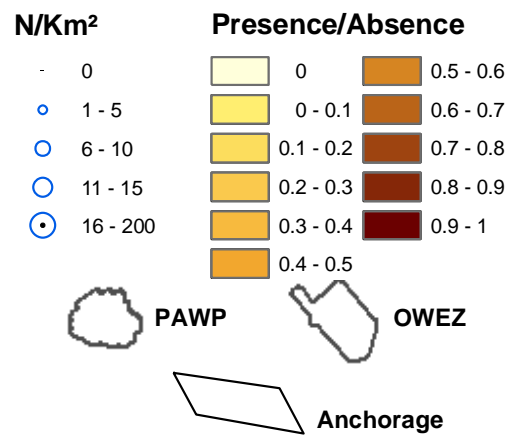 N/Km²
0
1 - 5
6 - 10
11 - 15
16 - 200
Presence/Absence
0
0 - 0.1
0.1 - 0.2
0.2 - 0.3
0.3 - 0.4
0.4 - 0.5
0.5 - 0.6
0.6 - 0.7
0.7 - 0.8
0.8 - 0.9
0.9 - 1
PAWP
OWEZ
Anchorage